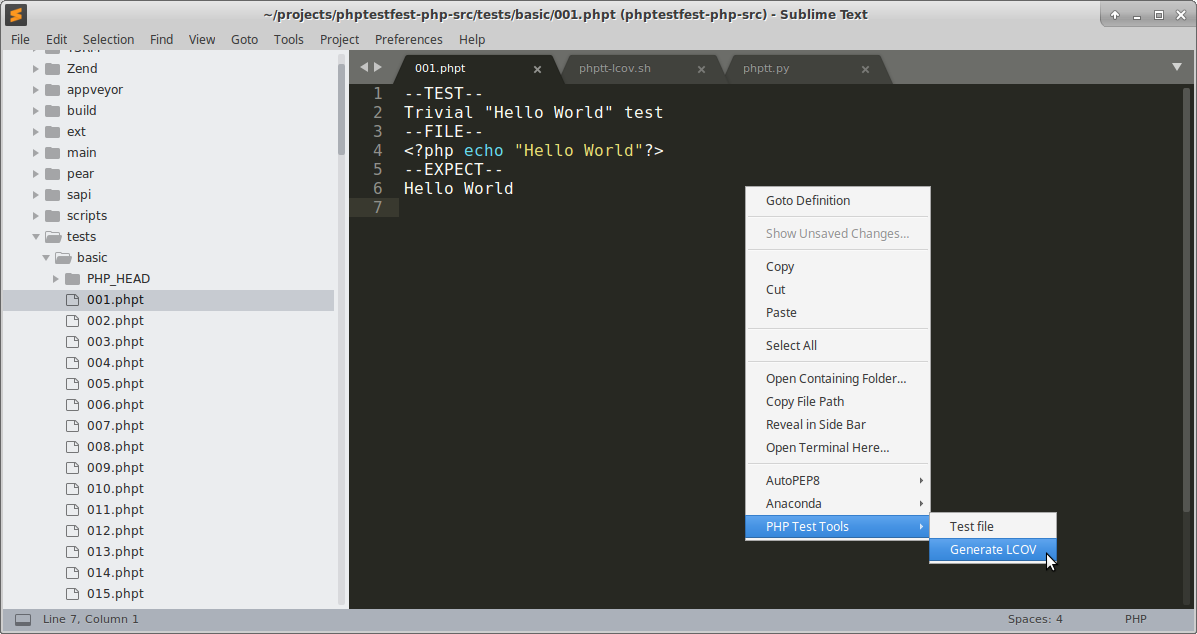 ~/projects/phptestfest-php-src/tests/basic/001.phpt (phptestfest-php-src) - Sublime Text
File Edit Selection Find View Goto Tools Project Preferences Help
Zend
appveyor
build
ext
main
pear
sapi
scripts
tests
basic
PHP_HEAD
001.phpt
002.phpt
003.phpt
004.phpt
005.phpt
006.phpt
007.phpt
008.phpt
009.phpt
010.phpt
011.phpt
012.phpt
013.phpt
014.phpt
015.phpt
001.phpt phptt-lcov.sh phptt.py
1 --TEST--
2 Trivial "Hello World" test
3 --FILE--
4 <?php echo "Hello World"?>
5 --EXPECT--
6 Hello World
7
Goto Definition
Show Unsaved Changes...
Copy
Cut
Paste
Select All
Open Containing Folder...
Copy File Path
Reveal in Side Bar
Open Terminal Here...
AutoPEP8
Anaconda
PHP Test Tools
Test file
Generate LCOV
Line 7, Column 1 Spaces: 4 PHP